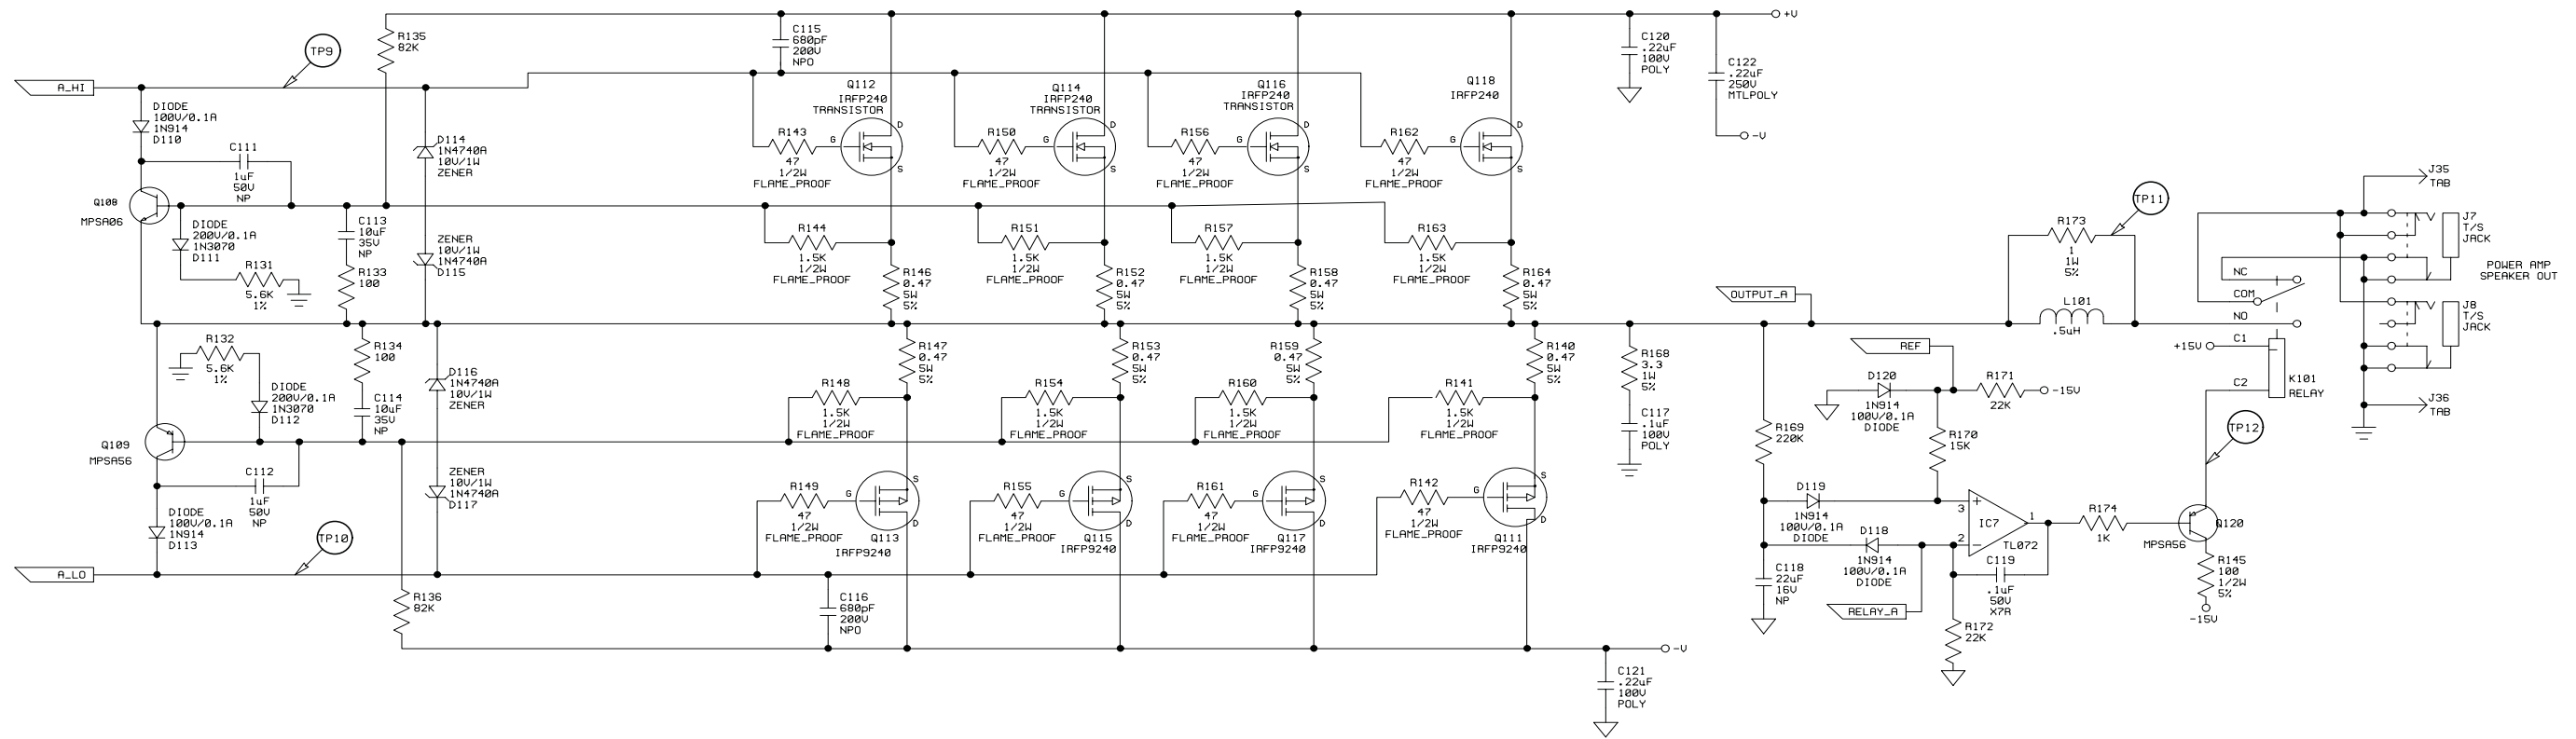 +V
R135
82K
TP9
C115
680pF
200V
NPO
C120
.22uF
100V
POLY
C122
.22uF
250V
MTLPOLY
-V
A_HI
DIODE
100V/0.1A
1N914
D110
C111
1uF
50V
NP
D114
1N4740A
10V/1W
ZENER
Q112
IRFP240
TRANSISTOR
Q114
IRFP240
TRANSISTOR
Q116
IRFP240
TRANSISTOR
Q118
IRFP240
D
G
S
R143
47
1/2W
FLAME_PROOF
D
G
S
R150
47
1/2W
FLAME_PROOF
D
G
S
R156
47
1/2W
FLAME_PROOF
D
G
S
R162
47
1/2W
FLAME_PROOF
Q108
MPSA06
DIODE
200V/0.1A
1N3070
D111
R131
5.6K
1%
C113
10uF
35V
NP
R133
100
ZENER
10V/1W
1N4740A
D115
R144
1.5K
1/2W
FLAME_PROOF
R146
0.47
5W
5%
R151
1.5K
1/2W
FLAME_PROOF
R152
0.47
5W
5%
R157
1.5K
1/2W
FLAME_PROOF
R158
0.47
5W
5%
R163
1.5K
1/2W
FLAME_PROOF
R164
0.47
5W
5%
OUTPUT_A
R173
1
1W
5%
TP11
L101
.5uH
J35
TAB
J7
T/S
JACK
POWER AMP
SPEAKER OUT
NC
COM
NO
J8
T/S
JACK
C1
+15V
C2
K101
RELAY
J36
TAB
R132
5.6K
1%
DIODE
200V/0.1A
1N3070
D112
R134
100
C114
10uF
35V
NP
D116
1N4740A
10V/1W
ZENER
R147
0.47
5W
5%
R148
1.5K
1/2W
FLAME_PROOF
R153
0.47
5W
5%
R154
1.5K
1/2W
FLAME_PROOF
R159
0.47
5W
5%
R160
1.5K
1/2W
FLAME_PROOF
R140
0.47
5W
5%
R141
1.5K
1/2W
FLAME_PROOF
R168
3.3
1W
5%
C117
.1uF
100V
POLY
REF
D120
1N914
100V/0.1A
DIODE
R171
22K
-15V
R169
220K
R170
15K
TP12
Q109
MPSA56
C112
1uF
50V
NP
ZENER
10V/1W
1N4740A
D117
DIODE
100V/0.1A
1N914
D113
TP10
A_LO
R149
47
1/2W
FLAME_PROOF
G
S
D
Q113
IRFP9240
R155
47
1/2W
FLAME_PROOF
G
S
D
Q115
IRFP9240
R161
47
1/2W
FLAME_PROOF
G
S
D
Q117
IRFP9240
R142
47
1/2W
FLAME_PROOF
G
S
D
Q111
IRFP9240
D119
1N914
100V/0.1A
DIODE
D118
1N914
100V/0.1A
DIODE
+
3
2
-
1
IC7
TL072
R174
1K
Q120
MPSA56
R145
100
1/2W
5%
-15V
C118
22uF
16V
NP
C119
.1uF
50V
X7R
RELAY_A
R172
22K
R136
82K
C116
680pF
200V
NPO
-V
C121
.22uF
100V
POLY